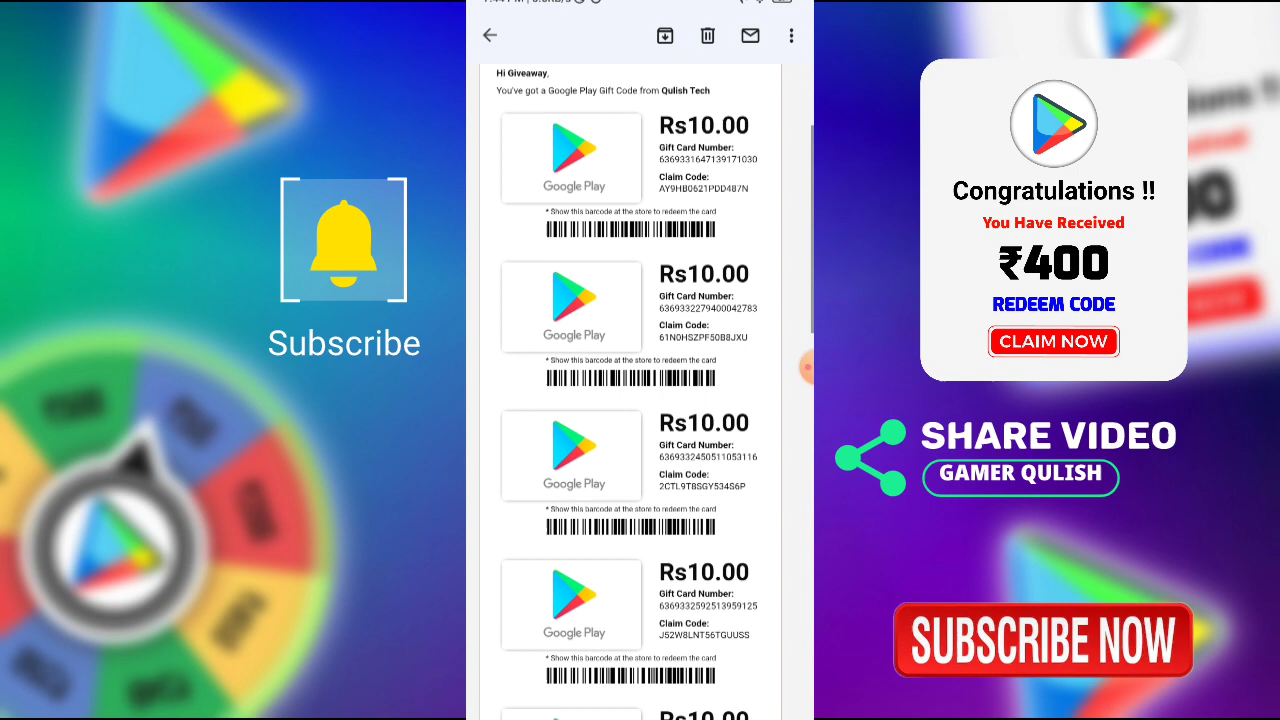 Subscribe
Hi Giveaway,
You've got a Google Play Gift Code from Qulish Tech
Google Play
Rs10.00
Gift Card Number:
6369331647139171030
Claim Code:
AY9HB0621PDD487N
* Show this barcode at the store to redeem the card
Google Play
Rs10.00
Gift Card Number:
6369332279400042783
Claim Code:
61N0HSZPF50B8JXU
* Show this barcode at the store to redeem the card
Google Play
Rs10.00
Gift Card Number:
6369332450511053116
Claim Code:
2CTL9T8SGY534S6P
* Show this barcode at the store to redeem the card
Google Play
Rs10.00
Gift Card Number:
6369332592513959125
Claim Code:
J52W8LNT56TGUUSS
* Show this barcode at the store to redeem the card
Rs10.00
Congratulations !!
You Have Received
₹400
REDEEM CODE
CLAIM NOW
SHARE VIDEO
GAMER QULISH
SUBSCRIBE NOW